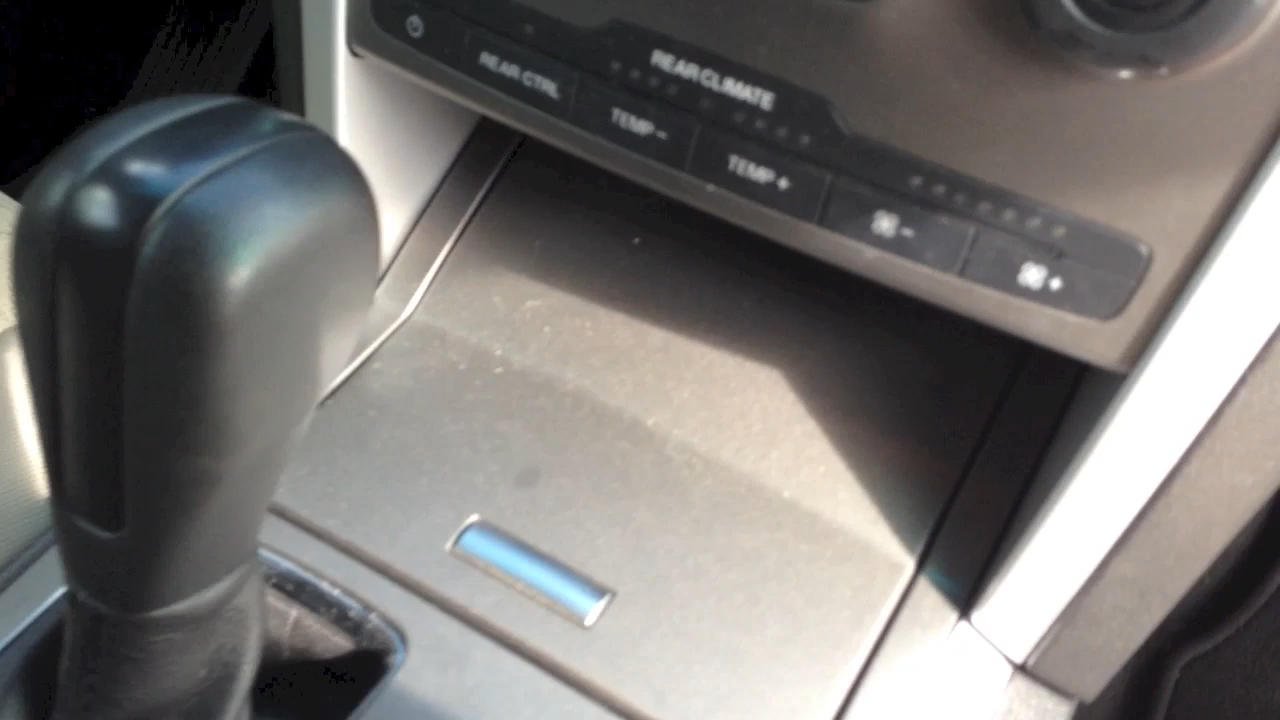 REAR CLIMATE
REAR CTRL TEMP– TEMP+ – +